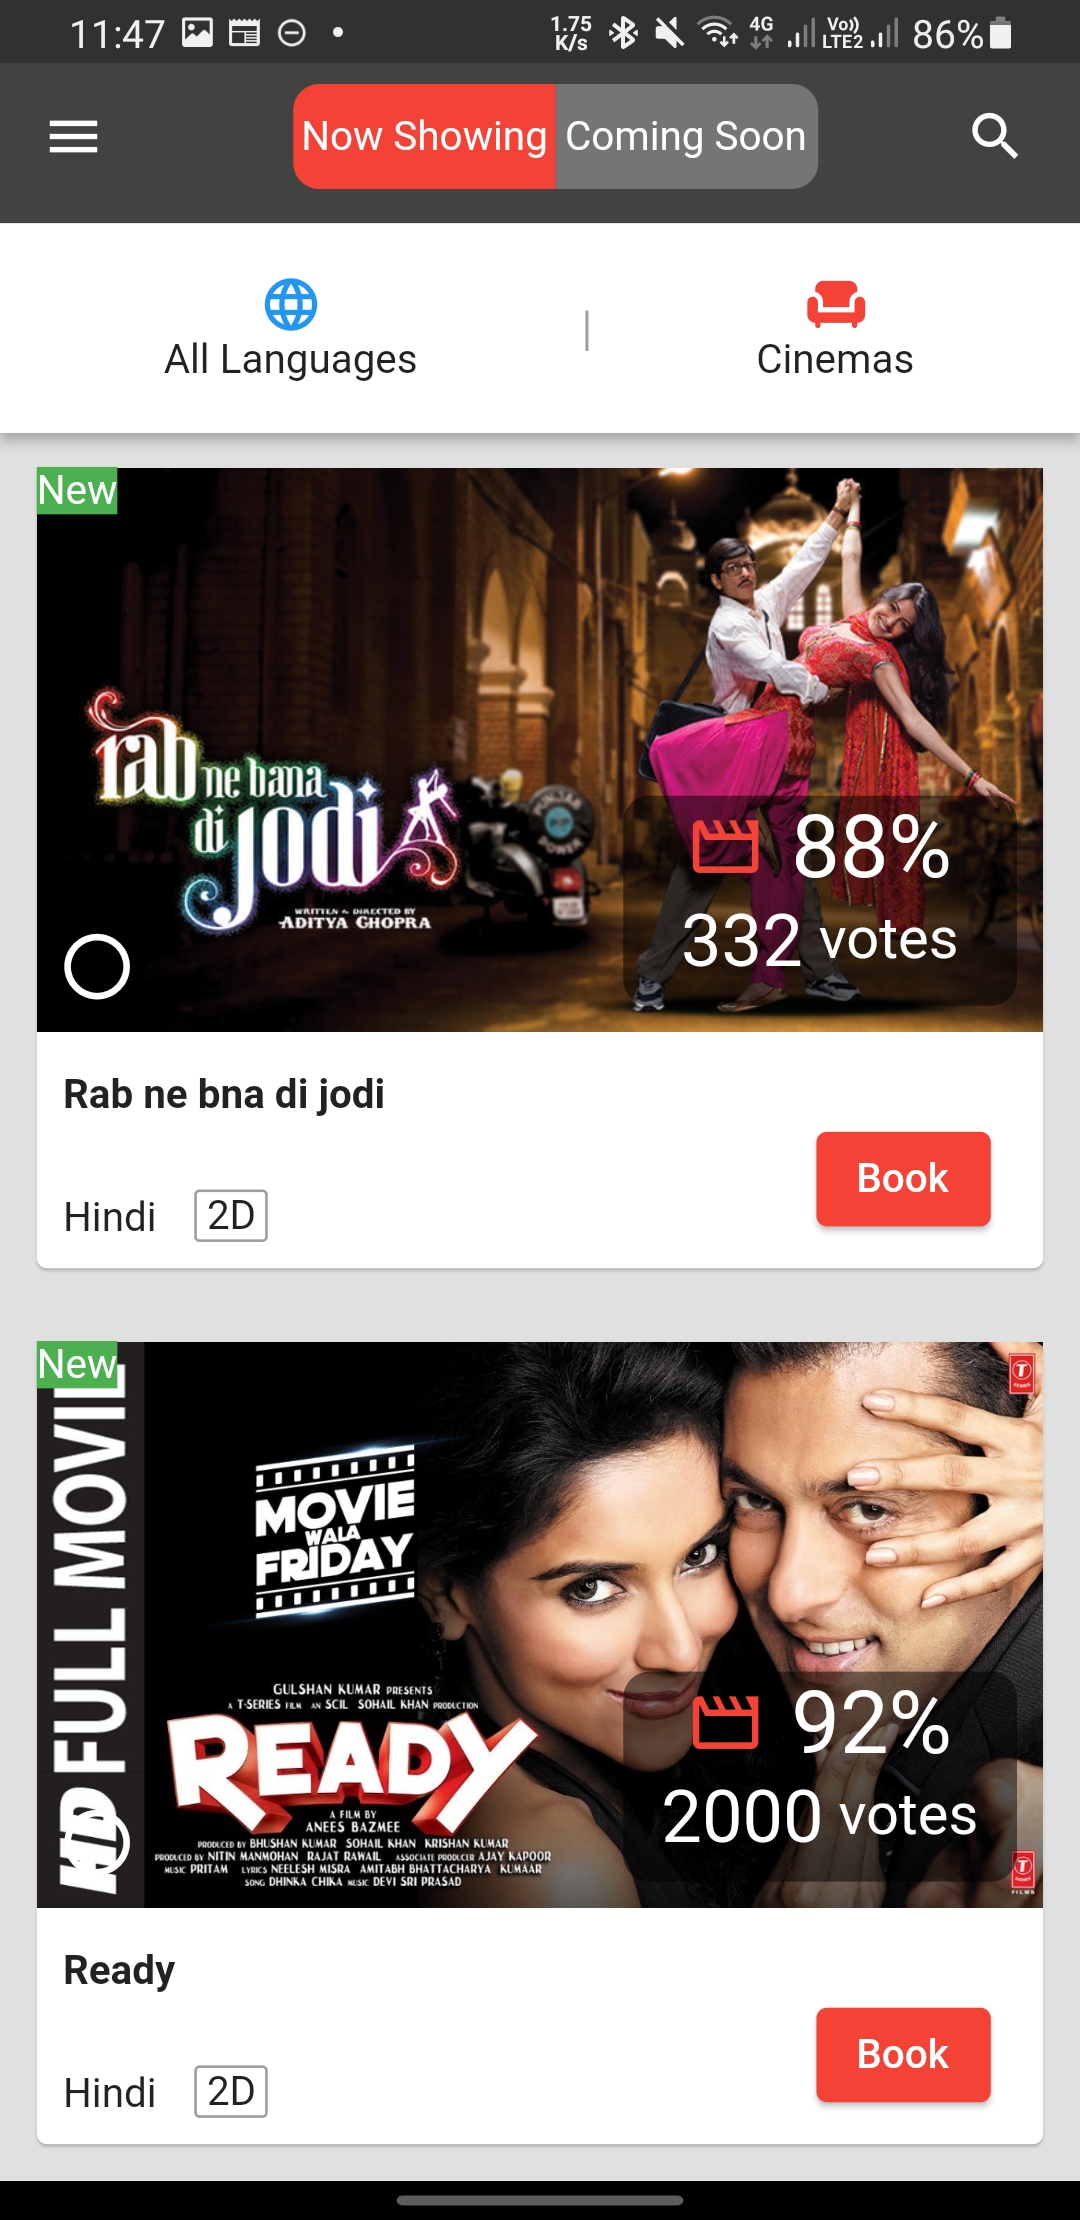 11:47 1.75 K/s 4G Vo)) LTE2 86%
Now Showing Coming Soon
All Languages | Cinemas
New
rab ne bana
di jodi
WRITTEN & DIRECTED BY
ADITYA CHOPRA
PUNJAB
POWER
88%
332 votes
Rab ne bna di jodi
Book
Hindi 2D
New
HD FULL MOVIE
MOVIE
WALA
FRIDAY
GULSHAN KUMAR PRESENTS
A T-SERIES FILM AN SCIL SOHAIL KHAN PRODUCTION
READY
A FILM BY
ANEES BAZMEE
PRODUCED BY BHUSHAN KUMAR SOHAIL KHAN KRISHAN KUMAR
PRODUCED BY NITIN MANMOHAN RAJAT RAWAIL ASSOCIATE PRODUCER AJAY KAPOOR
MUSIC PRITAM LYRICS NEELESH MISRA AMITABH BHATTACHARYA KUMAAR
SONG DHINKA CHIKA MUSIC DEVI SRI PRASAD
T
SERIES
92%
2000 votes
T
SERIES
FILMS
Ready
Book
Hindi 2D